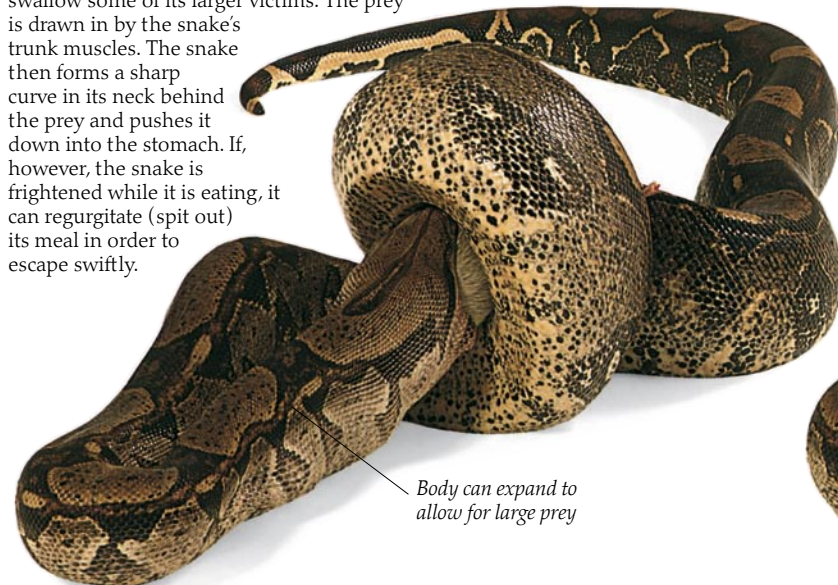 swallow some of its larger victims. The prey
is drawn in by the snake’s
trunk muscles. The snake
then forms a sharp
curve in its neck behind
the prey and pushes it
down into the stomach. If,
however, the snake is
frightened while it is eating, it
can regurgitate (spit out)
its meal in order to
escape swiftly.
Body can expand to
allow for large prey